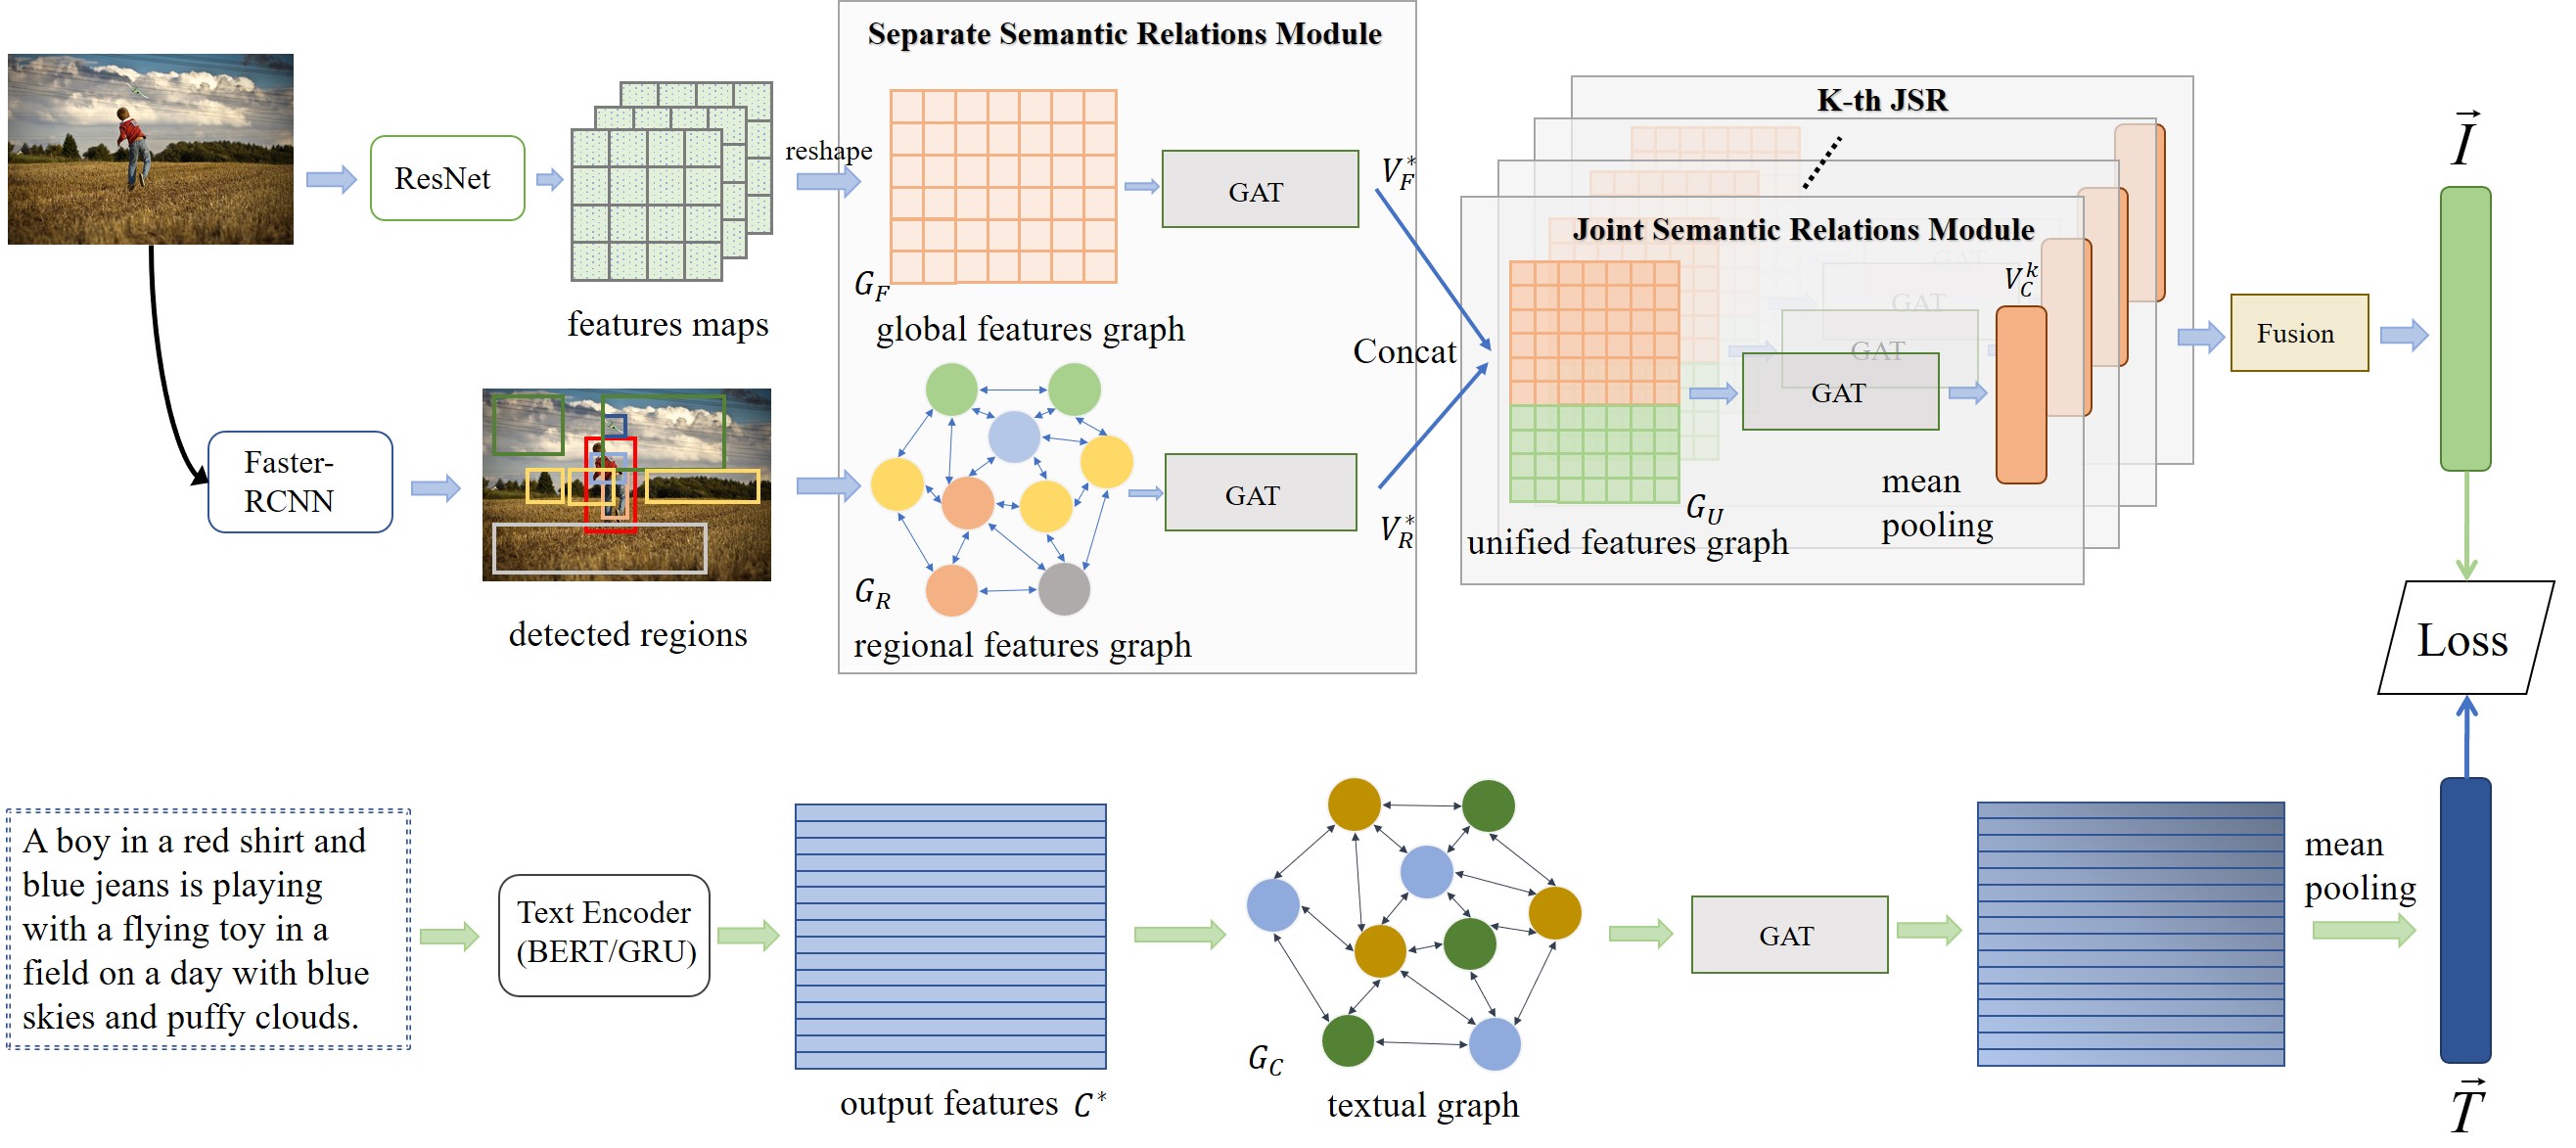 Separate Semantic Relations Module
K-th JSR
Joint Semantic Relations Module
ResNet
reshape
GAT
V_F^*
G_F
features maps
global features graph
Concat
V_C^k
GAT
GAT
GAT
GAT
Fusion
\vec{I}
Faster-
RCNN
GAT
V_R^*
mean
pooling
G_U
unified features graph
G_R
detected regions
regional features graph
Loss
A boy in a red shirt and
blue jeans is playing
with a flying toy in a
field on a day with blue
skies and puffy clouds.
Text Encoder
(BERT/GRU)
output features C^*
G_C
textual graph
GAT
mean
pooling
\vec{T}